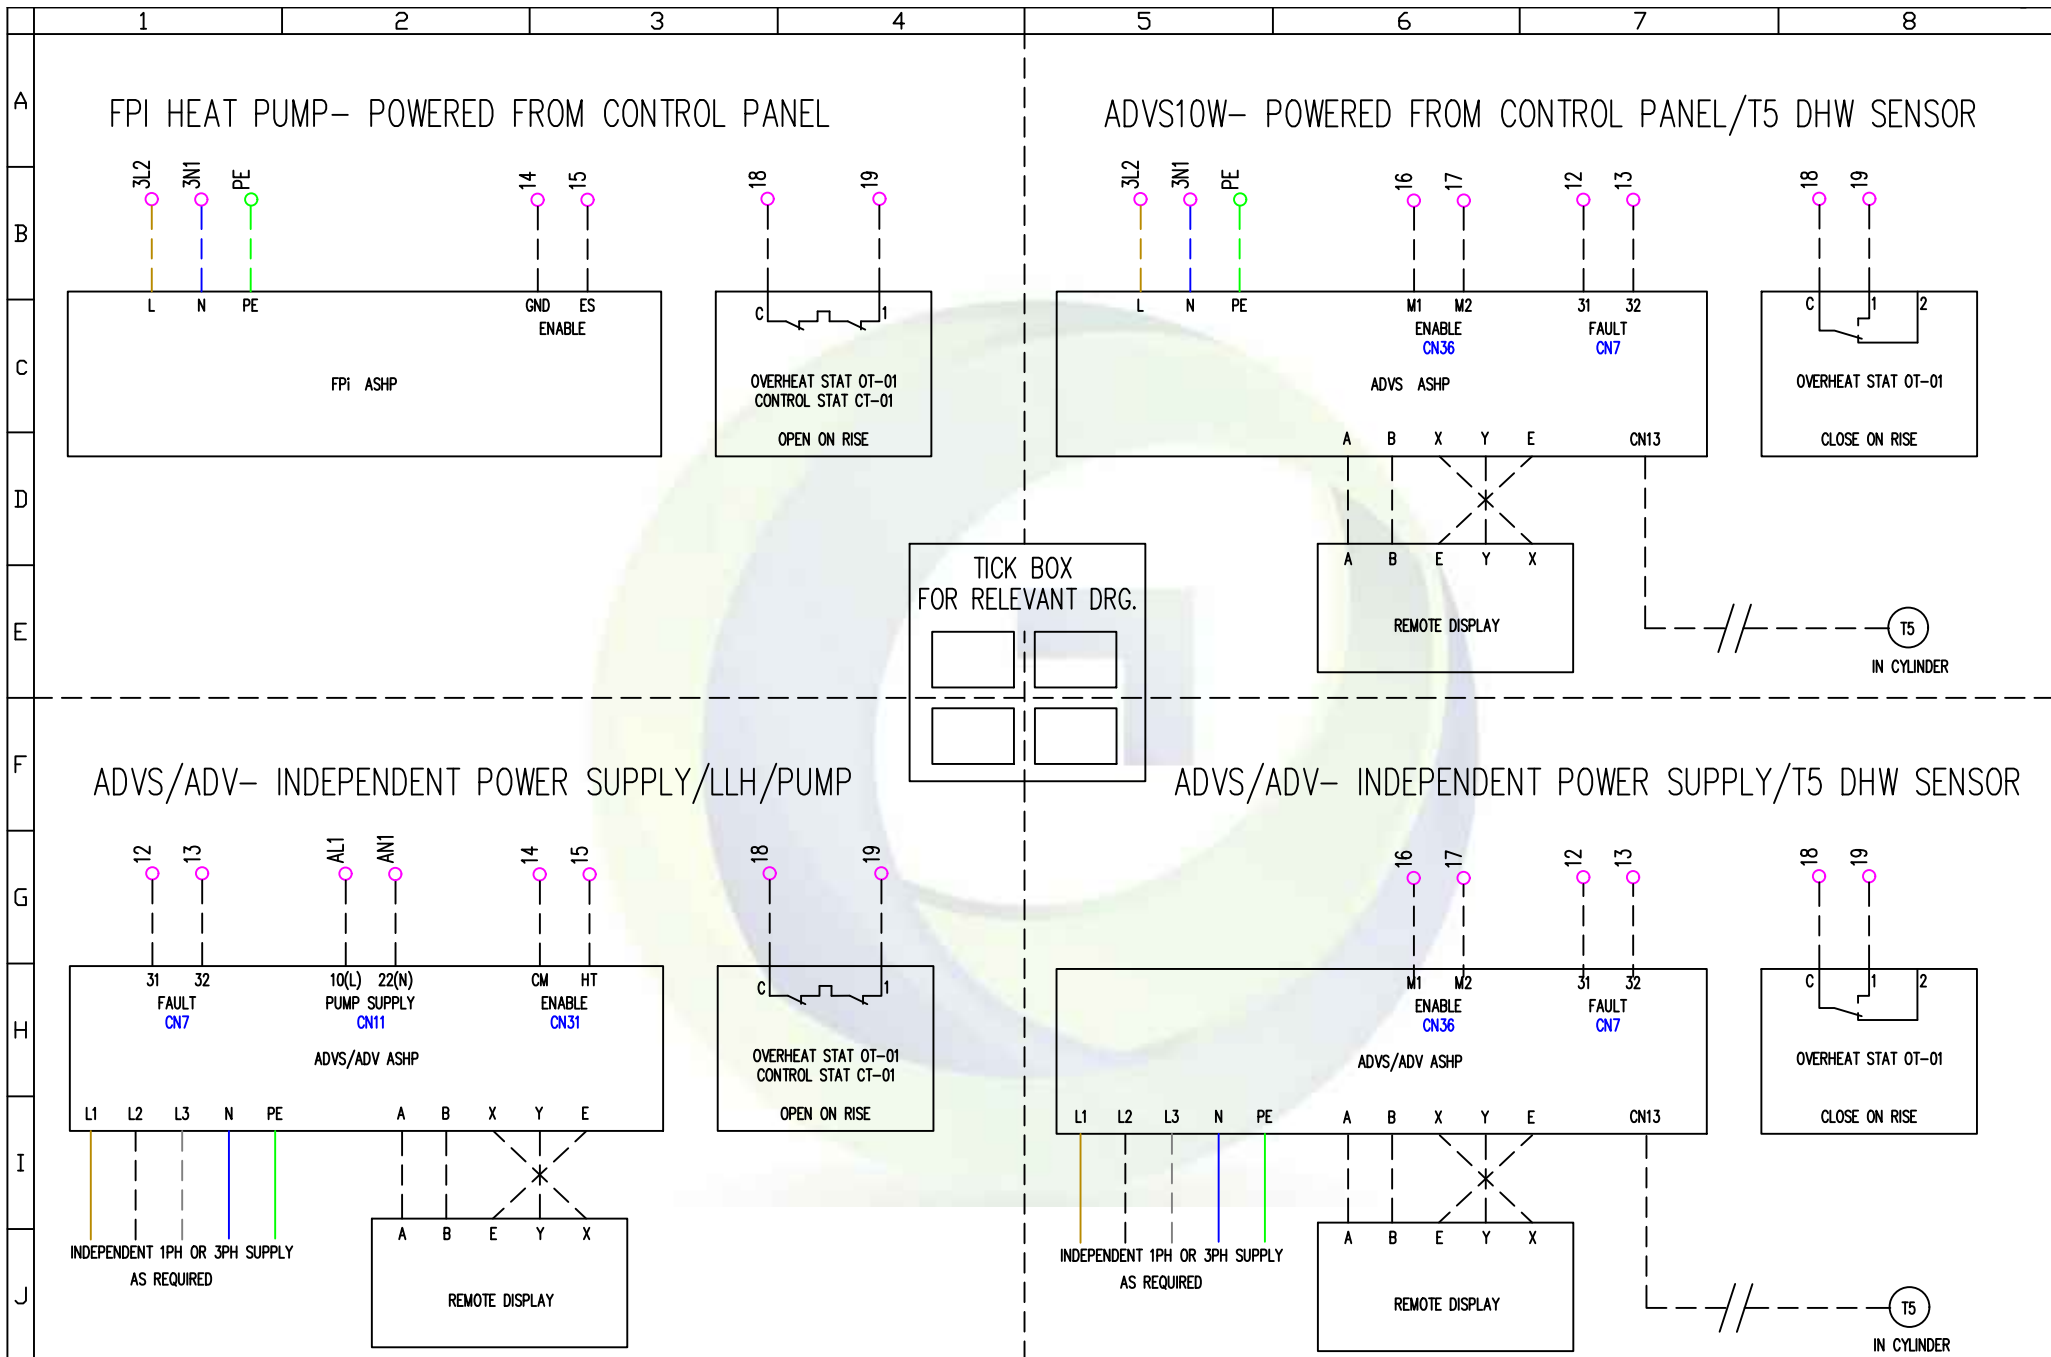 1 2 3 4 5 6 7 8
A
B
C
D
E
F
G
H
I
J
FPI HEAT PUMP- POWERED FROM CONTROL PANEL
3L2 3N1 PE 14 15 18 19
L N PE GND ES C 1
ENABLE
FPi ASHP
OVERHEAT STAT OT-01
CONTROL STAT CT-01
OPEN ON RISE
ADVS10W- POWERED FROM CONTROL PANEL/T5 DHW SENSOR
3L2 3N1 PE 16 17 12 13 18 19
L N PE M1 M2 31 32 C 1 2
ENABLE FAULT
CN36 CN7
ADVS ASHP
OVERHEAT STAT OT-01
A B X Y E CN13
CLOSE ON RISE
A B E Y X
REMOTE DISPLAY
T5
IN CYLINDER
TICK BOX
FOR RELEVANT DRG.
ADVS/ADV- INDEPENDENT POWER SUPPLY/LLH/PUMP
12 13 AL1 AN1 14 15 18 19
31 32 10(L) 22(N) CM HT C 1
FAULT PUMP SUPPLY ENABLE
CN7 CN11 CN31
ADVS/ADV ASHP
OVERHEAT STAT OT-01
CONTROL STAT CT-01
OPEN ON RISE
L1 L2 L3 N PE A B X Y E
A B E Y X
INDEPENDENT 1PH OR 3PH SUPPLY
AS REQUIRED
REMOTE DISPLAY
ADVS/ADV- INDEPENDENT POWER SUPPLY/T5 DHW SENSOR
16 17 12 13 18 19
M1 M2 31 32 C 1 2
ENABLE FAULT
CN36 CN7
ADVS/ADV ASHP
OVERHEAT STAT OT-01
CLOSE ON RISE
L1 L2 L3 N PE A B X Y E CN13
A B E Y X
INDEPENDENT 1PH OR 3PH SUPPLY
AS REQUIRED
REMOTE DISPLAY
T5
IN CYLINDER